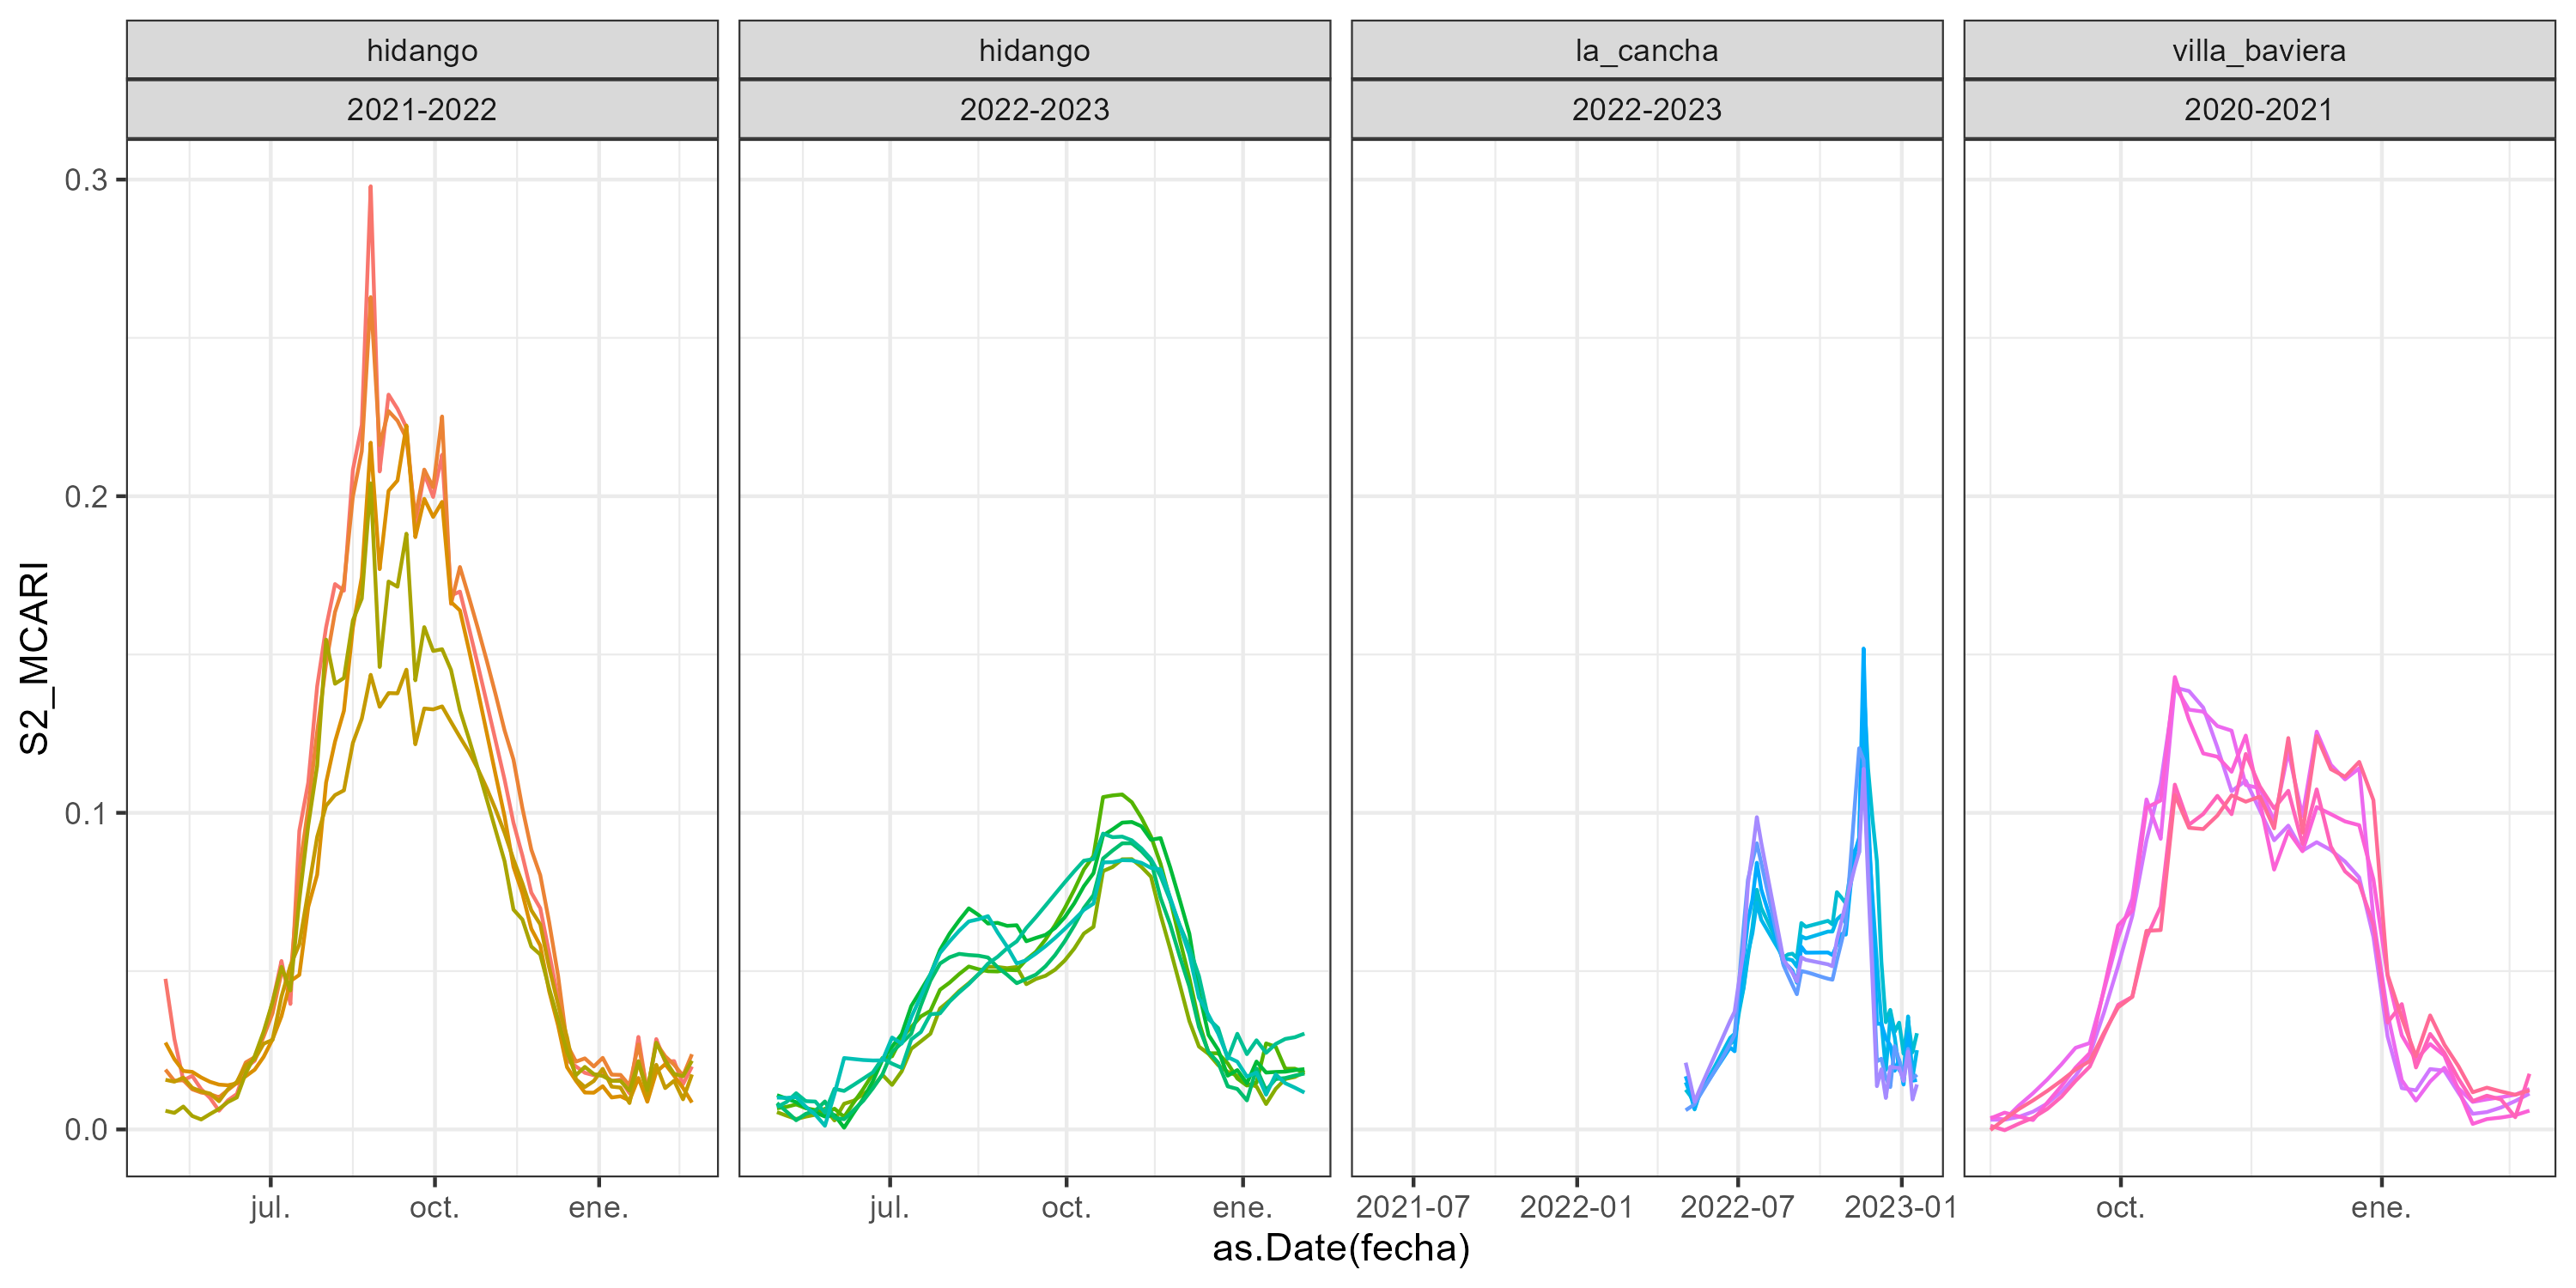 hidango hidango la_cancha villa_baviera
2021-2022 2022-2023 2022-2023 2020-2021
0.3
0.2
0.1
0.0
S2_MCARI
jul. oct. ene. jul. oct. ene. 2021-07 2022-01 2022-07 2023-01 oct. ene.
as.Date(fecha)